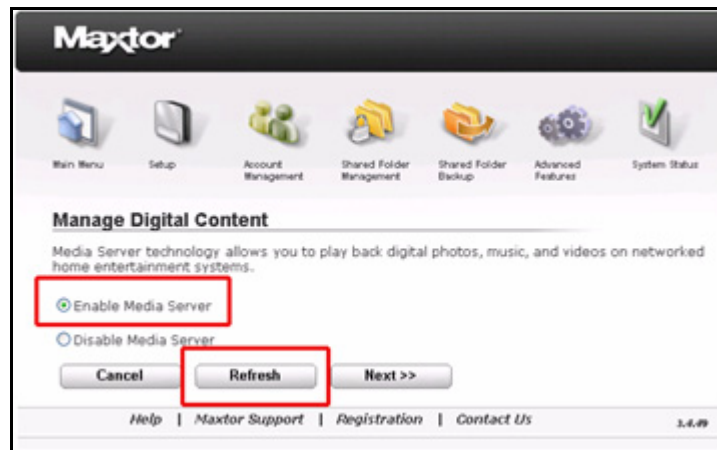 Maxtor
Main Menu
Setup
Account Management
Shared Folder Management
Shared Folder Backup
Advanced Features
System Status
Manage Digital Content
Media Server technology allows you to play back digital photos, music, and videos on networked
home entertainment systems.
Enable Media Server
Disable Media Server
Cancel Refresh Next >>
Help | Maxtor Support | Registration | Contact Us